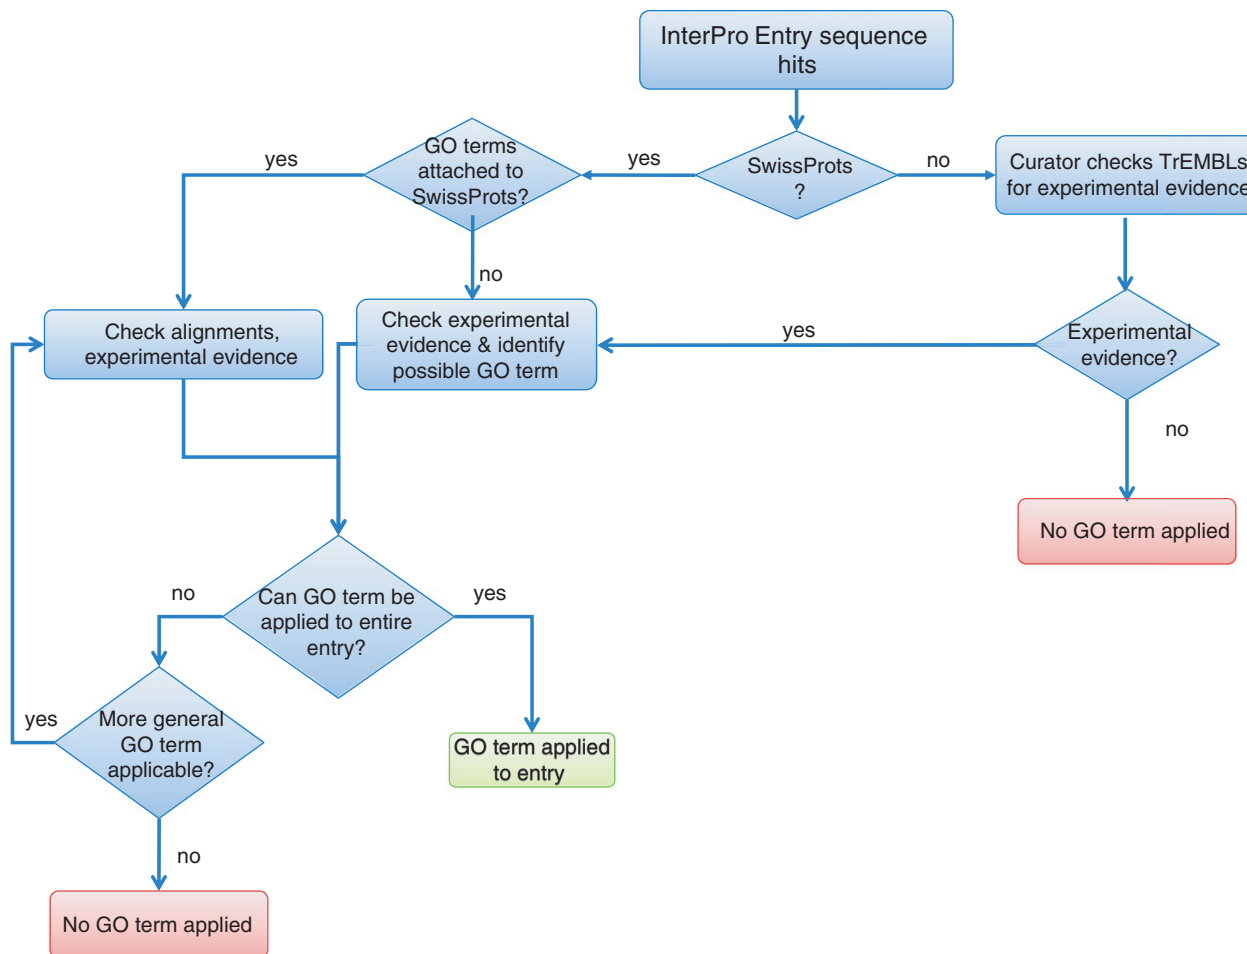 InterPro Entry sequence
hits
GO terms
attached to
SwissProts?
yes
yes
SwissProts
?
no
Curator checks TrEMBLs
for experimental evidence
no
Check alignments,
experimental evidence
Check experimental
evidence & identify
possible GO term
yes
Experimental
evidence?
no
No GO term applied
no
Can GO term be
applied to entire
entry?
yes
yes
More general
GO term
applicable?
GO term applied
to entry
no
No GO term applied